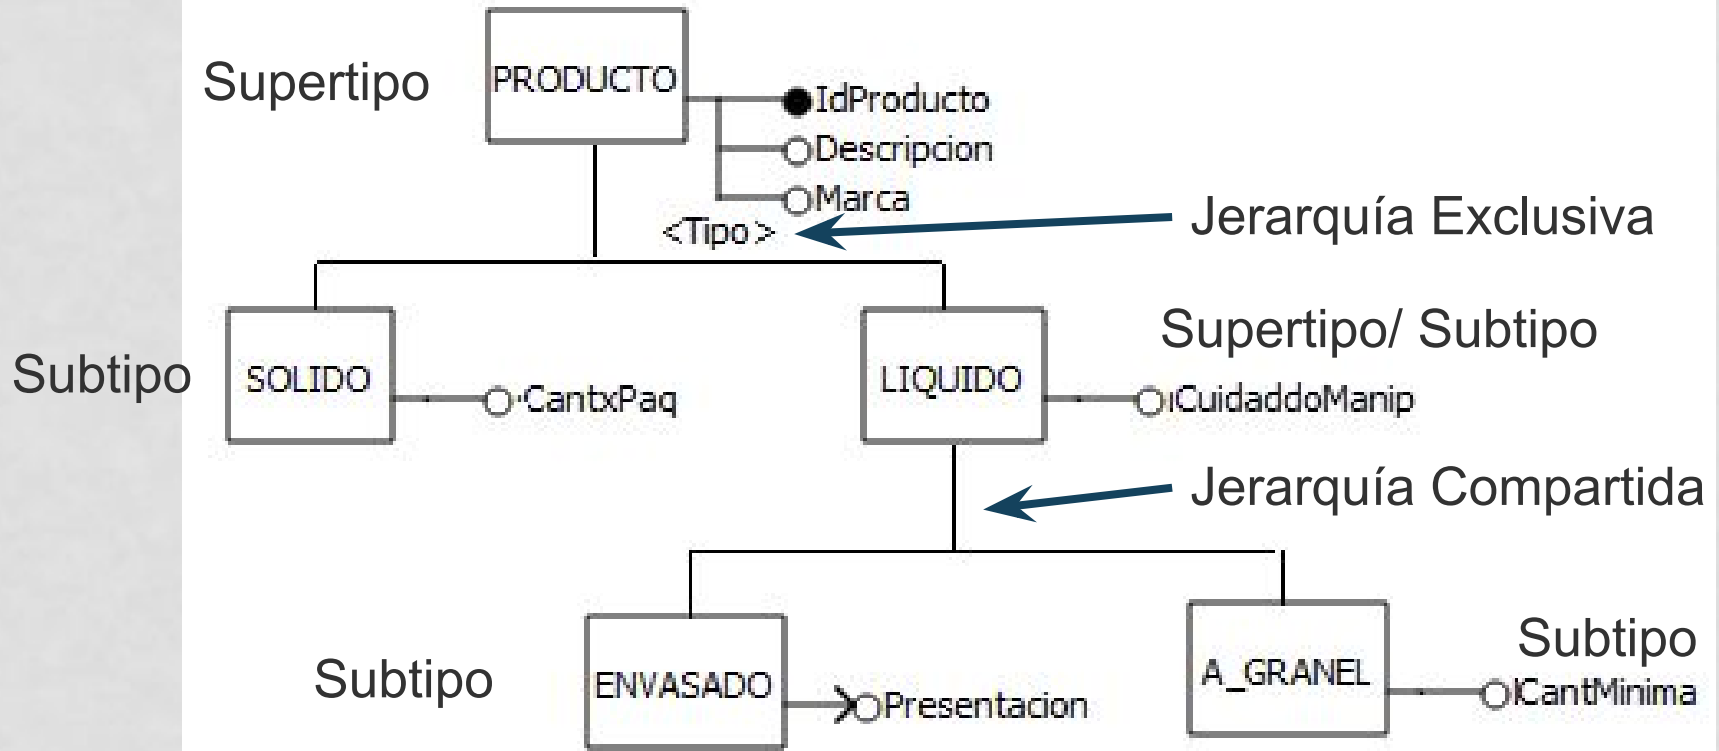 Supertipo
PRODUCTO
IdProducto
Descripcion
Marca
<Tipo>
Jerarquía Exclusiva
Supertipo/ Subtipo
Subtipo
SOLIDO
CantxPaq
LIQUIDO
CuidaddoManip
Jerarquía Compartida
Subtipo
ENVASADO
Presentacion
A_GRANEL
Subtipo
CantMinima